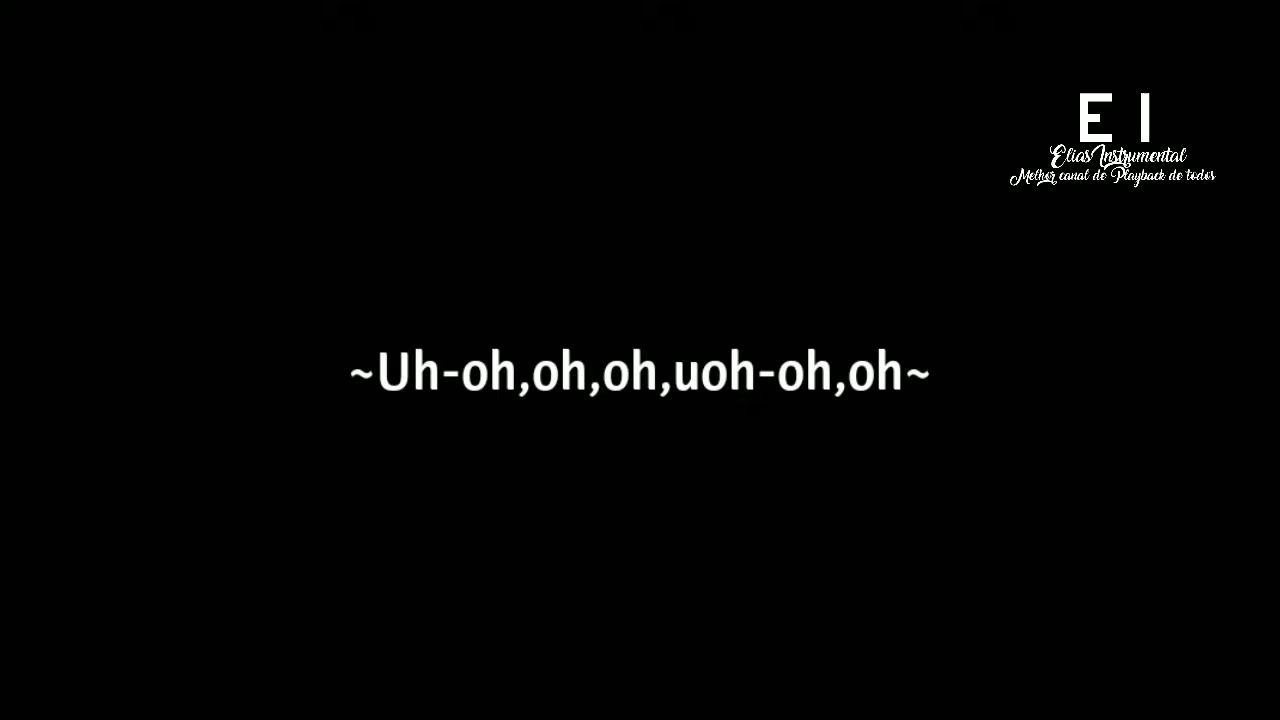 E I
Elias Instrumental
Melhor canal de Playback de todos
~Uh-oh,oh,oh,uoh-oh,oh~